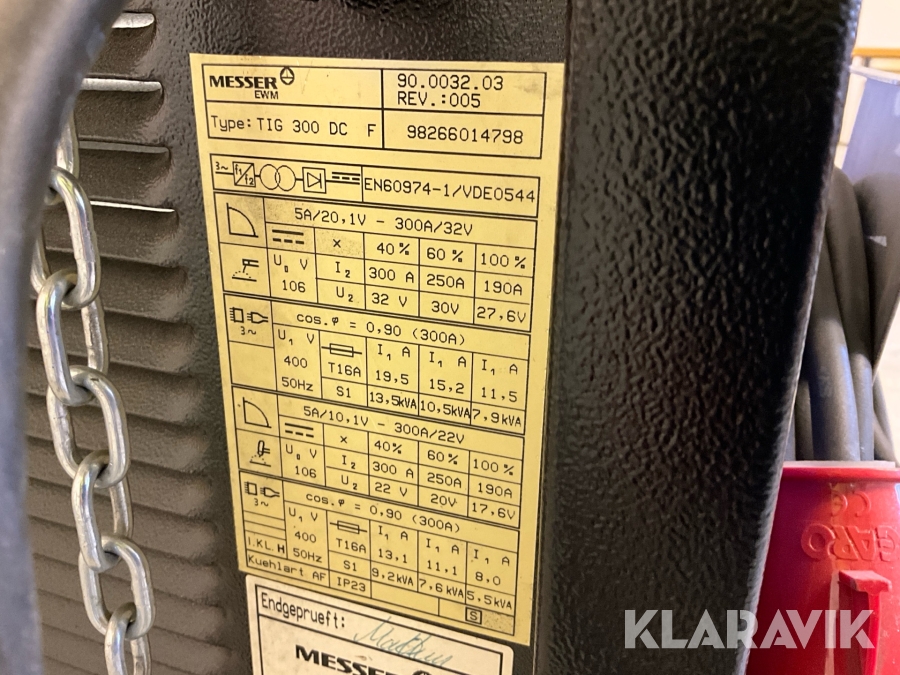 MESSER
EWM
90.0032.03
REV.:005
Type: TIG 300 DC F
98266014798
3~ f1/f2 EN60974-1/VDE0544
5A/20,1V - 300A/32V
x 40% 60% 100%
U0 V I2 300 A 250A 190A
106 U2 32 V 30V 27,6V
3~ cos.φ = 0,90 (300A)
U1 V I1 A I1 A I1 A
400 T16A 19,5 15,2 11,5
50Hz S1 13,5kVA 10,5kVA 7,9kVA
5A/10,1V - 300A/22V
x 40% 60% 100%
U0 V I2 300 A 250A 190A
106 U2 22 V 20V 17,6V
3~ cos.φ = 0,90 (300A)
U1 V I1 A I1 A I1 A
400 T16A 13,1 11,1 8,0
I.KL.H 50Hz S1 9,2kVA 7,6kVA 5,5kVA
Kuehlart AF IP23 S
Endgeprueft:
MESSER
GARO
CE
KLARAVIK